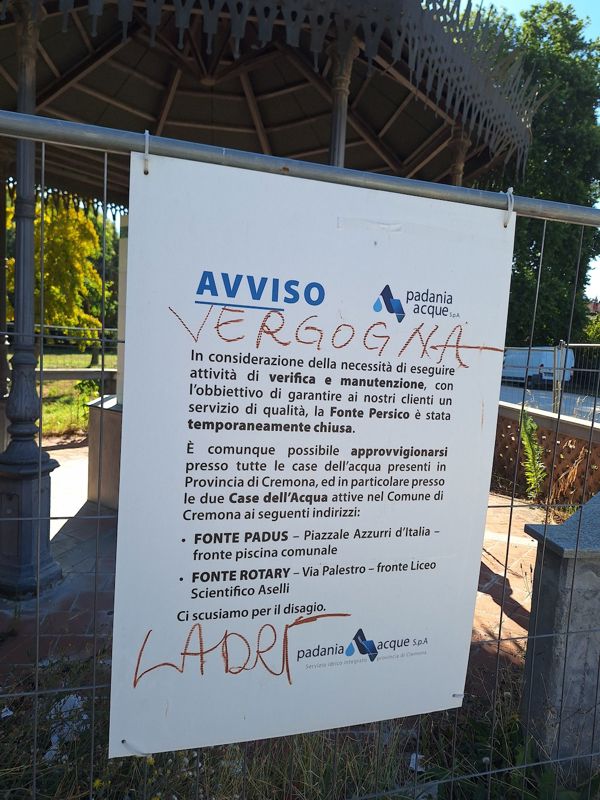 AVVISO
padania
acque S.p.A.
VERGOGNA
In considerazione della necessità di eseguire
attività di verifica e manutenzione, con
l'obbiettivo di garantire ai nostri clienti un
servizio di qualità, la Fonte Persico è stata
temporaneamente chiusa.
È comunque possibile approvvigionarsi
presso tutte le case dell'acqua presenti in
Provincia di Cremona, ed in particolare presso
le due Case dell'Acqua attive nel Comune di
Cremona ai seguenti indirizzi:
• FONTE PADUS – Piazzale Azzurri d'Italia –
fronte piscina comunale
• FONTE ROTARY – Via Palestro – fronte Liceo
Scientifico Aselli
Ci scusiamo per il disagio.
LADRI
padania acque S.p.A
Servizio idrico integrato provincia di Cremona